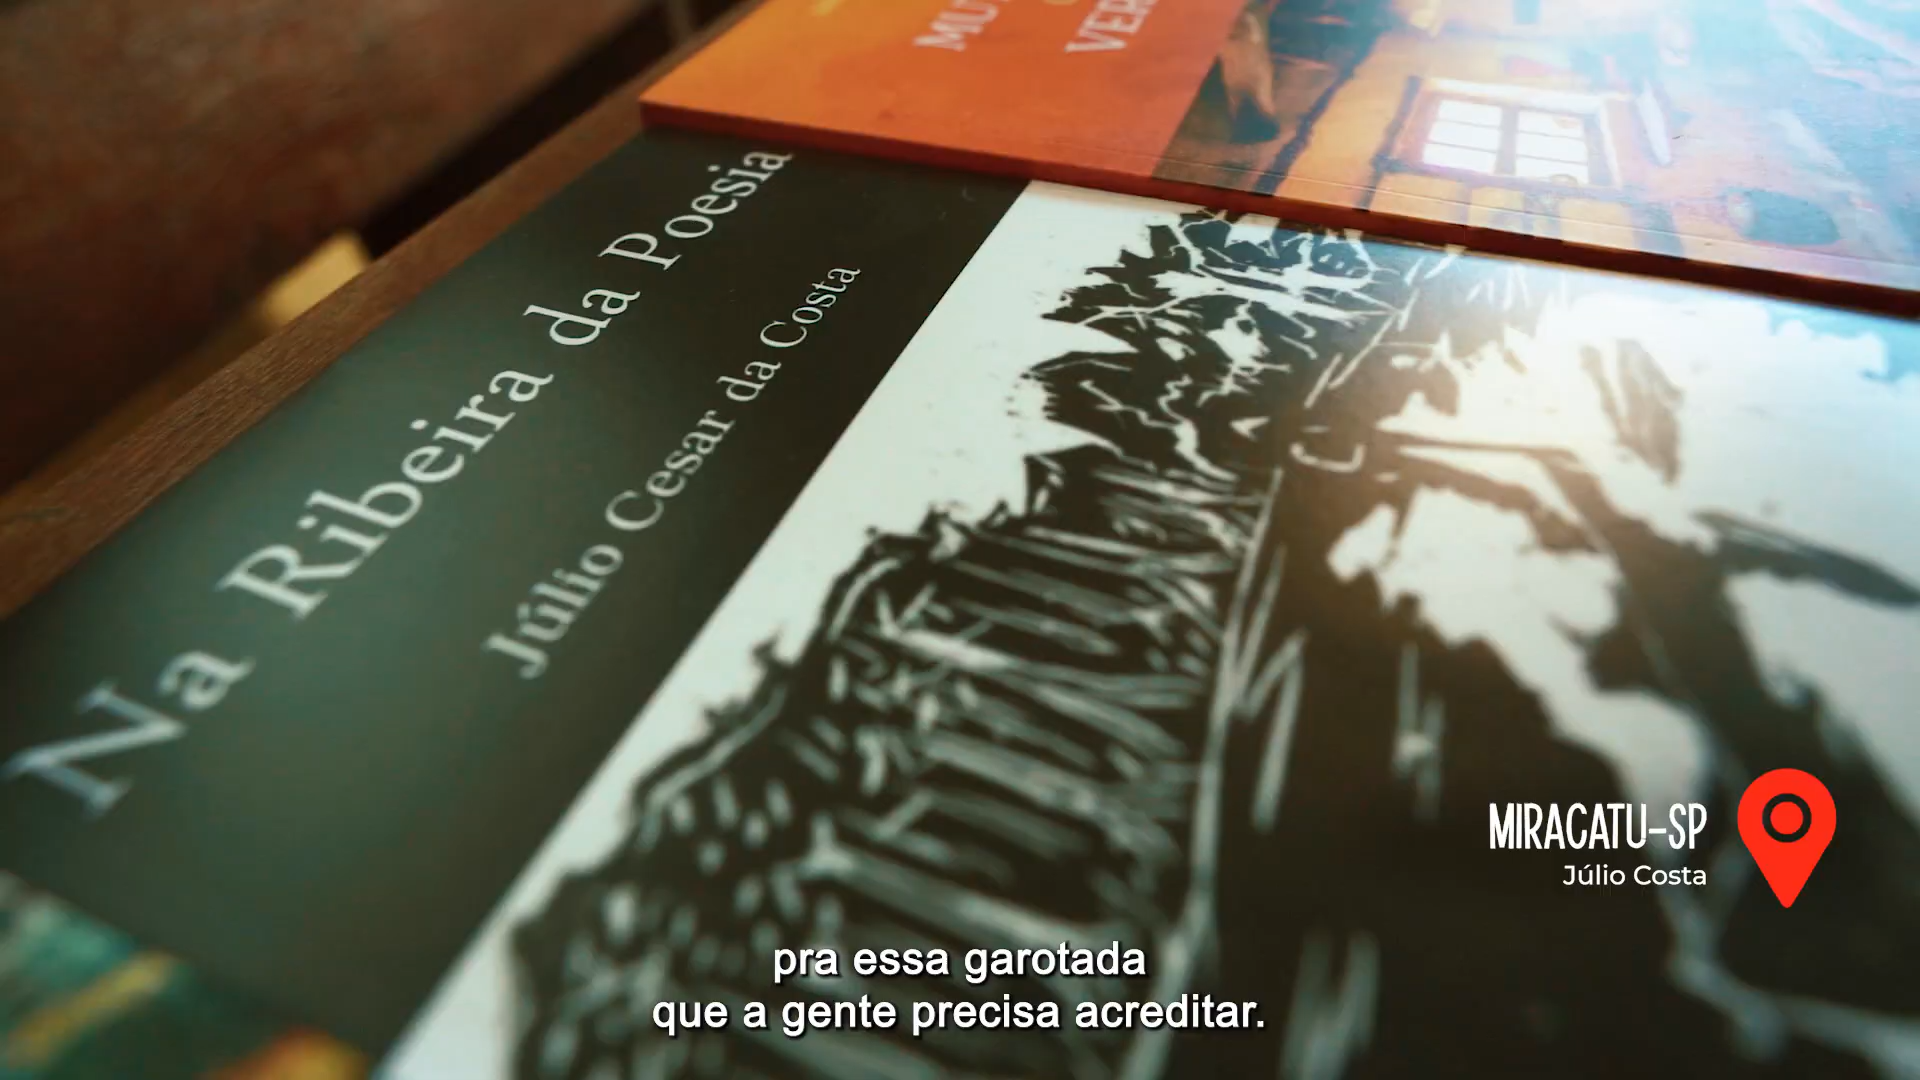 Na Ribeira da Poesia
Júlio Cesar da Costa
MIRACATU-SP
Júlio Costa
pra essa garotada
que a gente precisa acreditar.